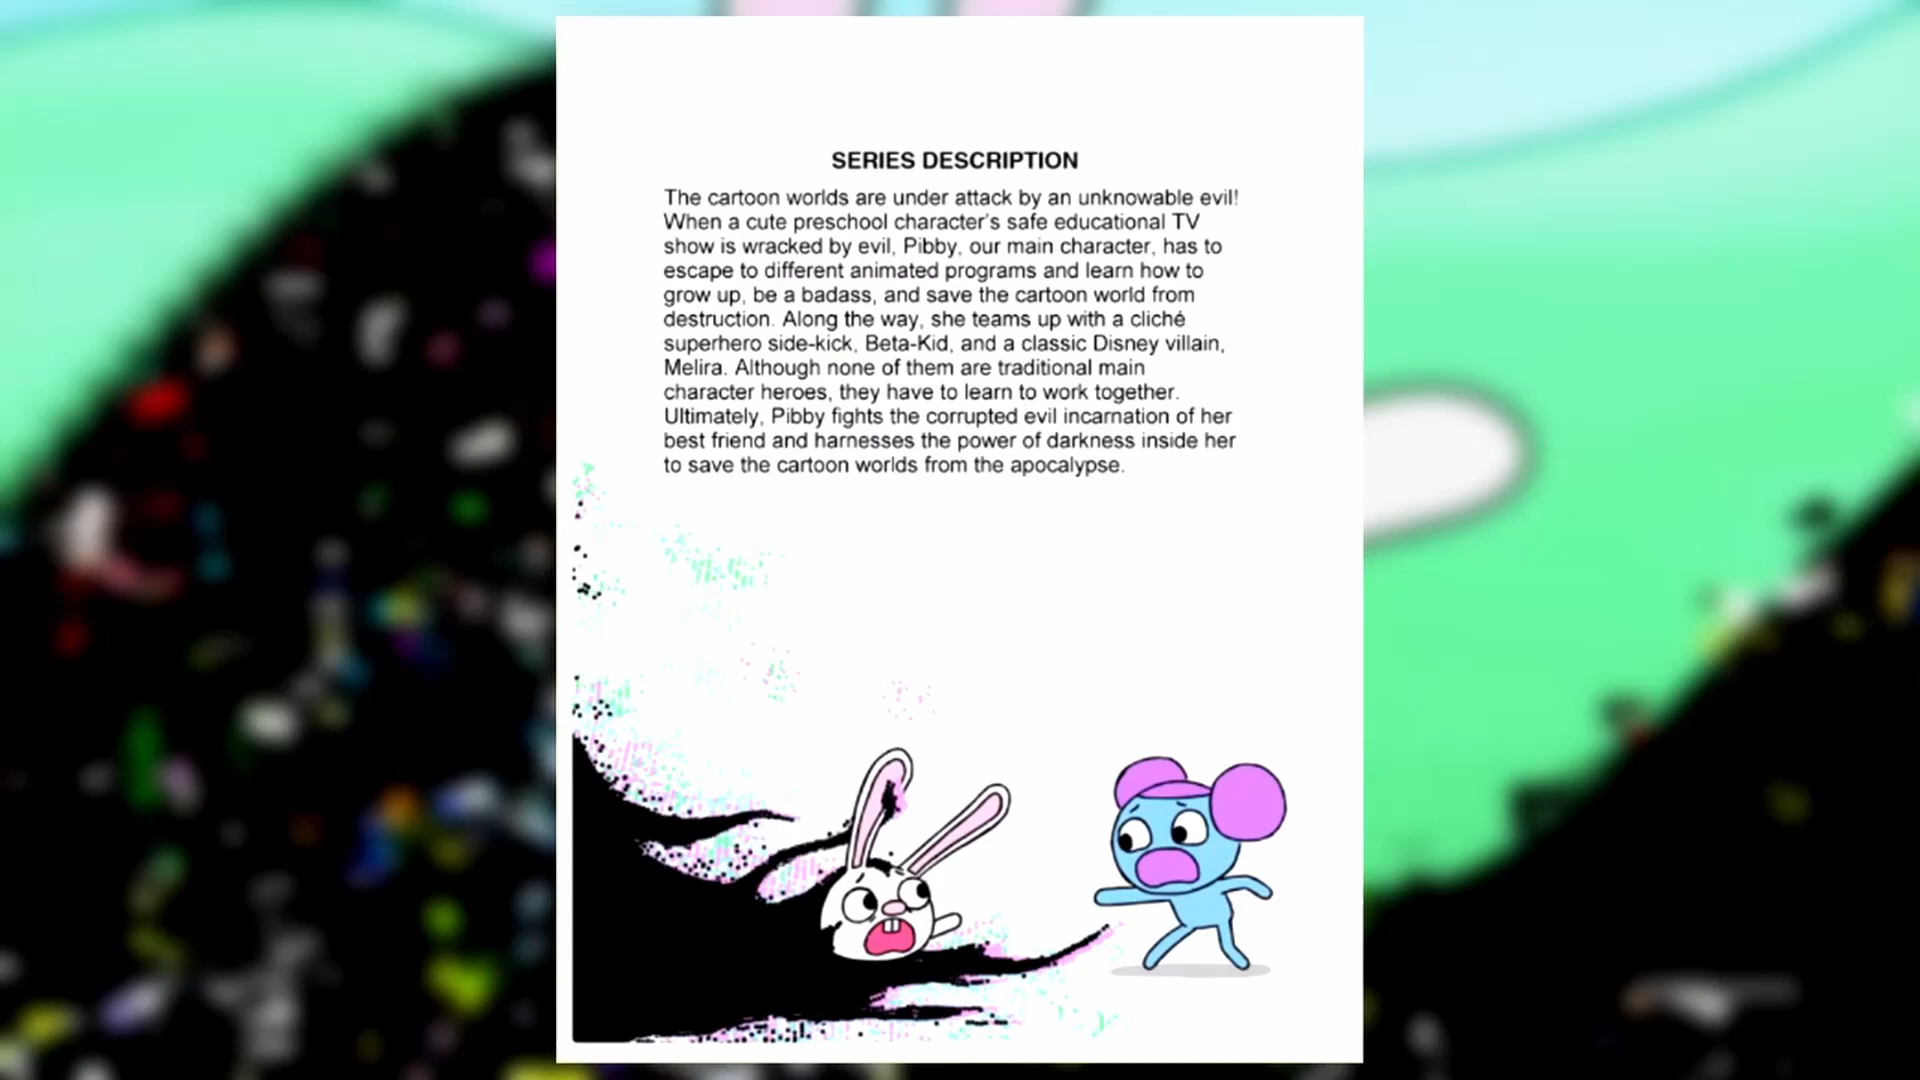 SERIES DESCRIPTION
The cartoon worlds are under attack by an unknowable evil!
When a cute preschool character's safe educational TV
show is wracked by evil, Pibby, our main character, has to
escape to different animated programs and learn how to
grow up, be a badass, and save the cartoon world from
destruction. Along the way, she teams up with a cliché
superhero side-kick, Beta-Kid, and a classic Disney villain,
Melira. Although none of them are traditional main
character heroes, they have to learn to work together.
Ultimately, Pibby fights the corrupted evil incarnation of her
best friend and harnesses the power of darkness inside her
to save the cartoon worlds from the apocalypse.